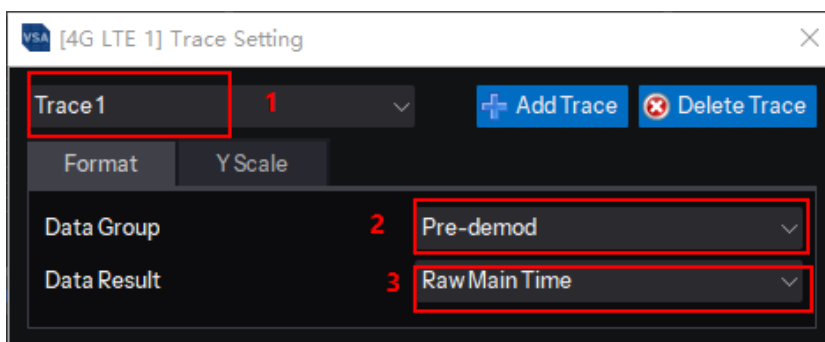 VSA [4G LTE 1] Trace Setting
Trace1 1 Add Trace Delete Trace
Format Y Scale
Data Group 2 Pre-demod
Data Result 3 Raw Main Time